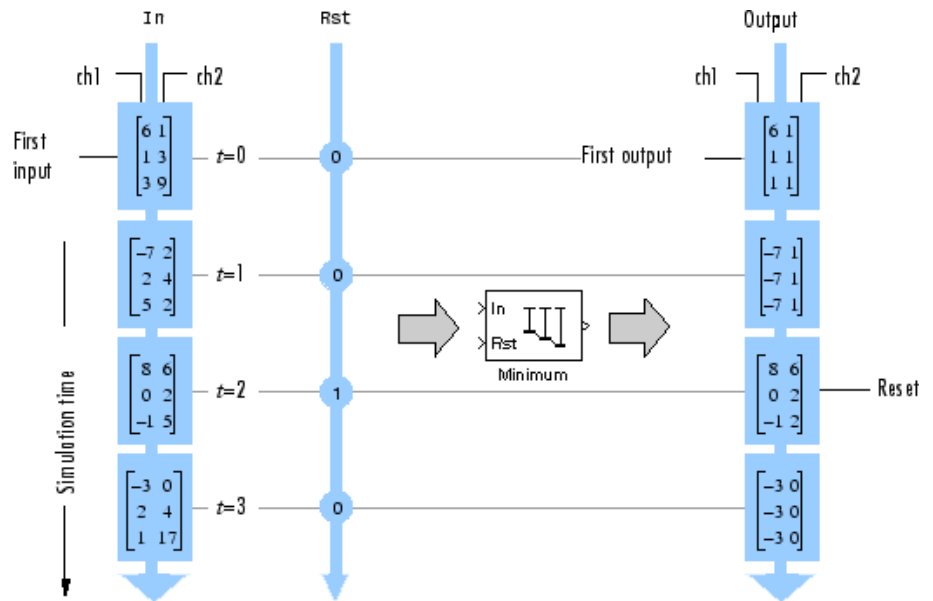 In
Rst
Output
ch1
ch2
ch1
ch2
First
input
6 1
1 3
3 9
t=0
0
First output
6 1
1 1
1 1
−7 2
2 4
5 2
t=1
0
−7 1
−7 1
−7 1
In
Rst
Minimum
Simulation time
8 6
0 2
−1 5
t=2
1
8 6
0 2
−1 2
Reset
−3 0
2 4
1 17
t=3
0
−3 0
−3 0
−3 0